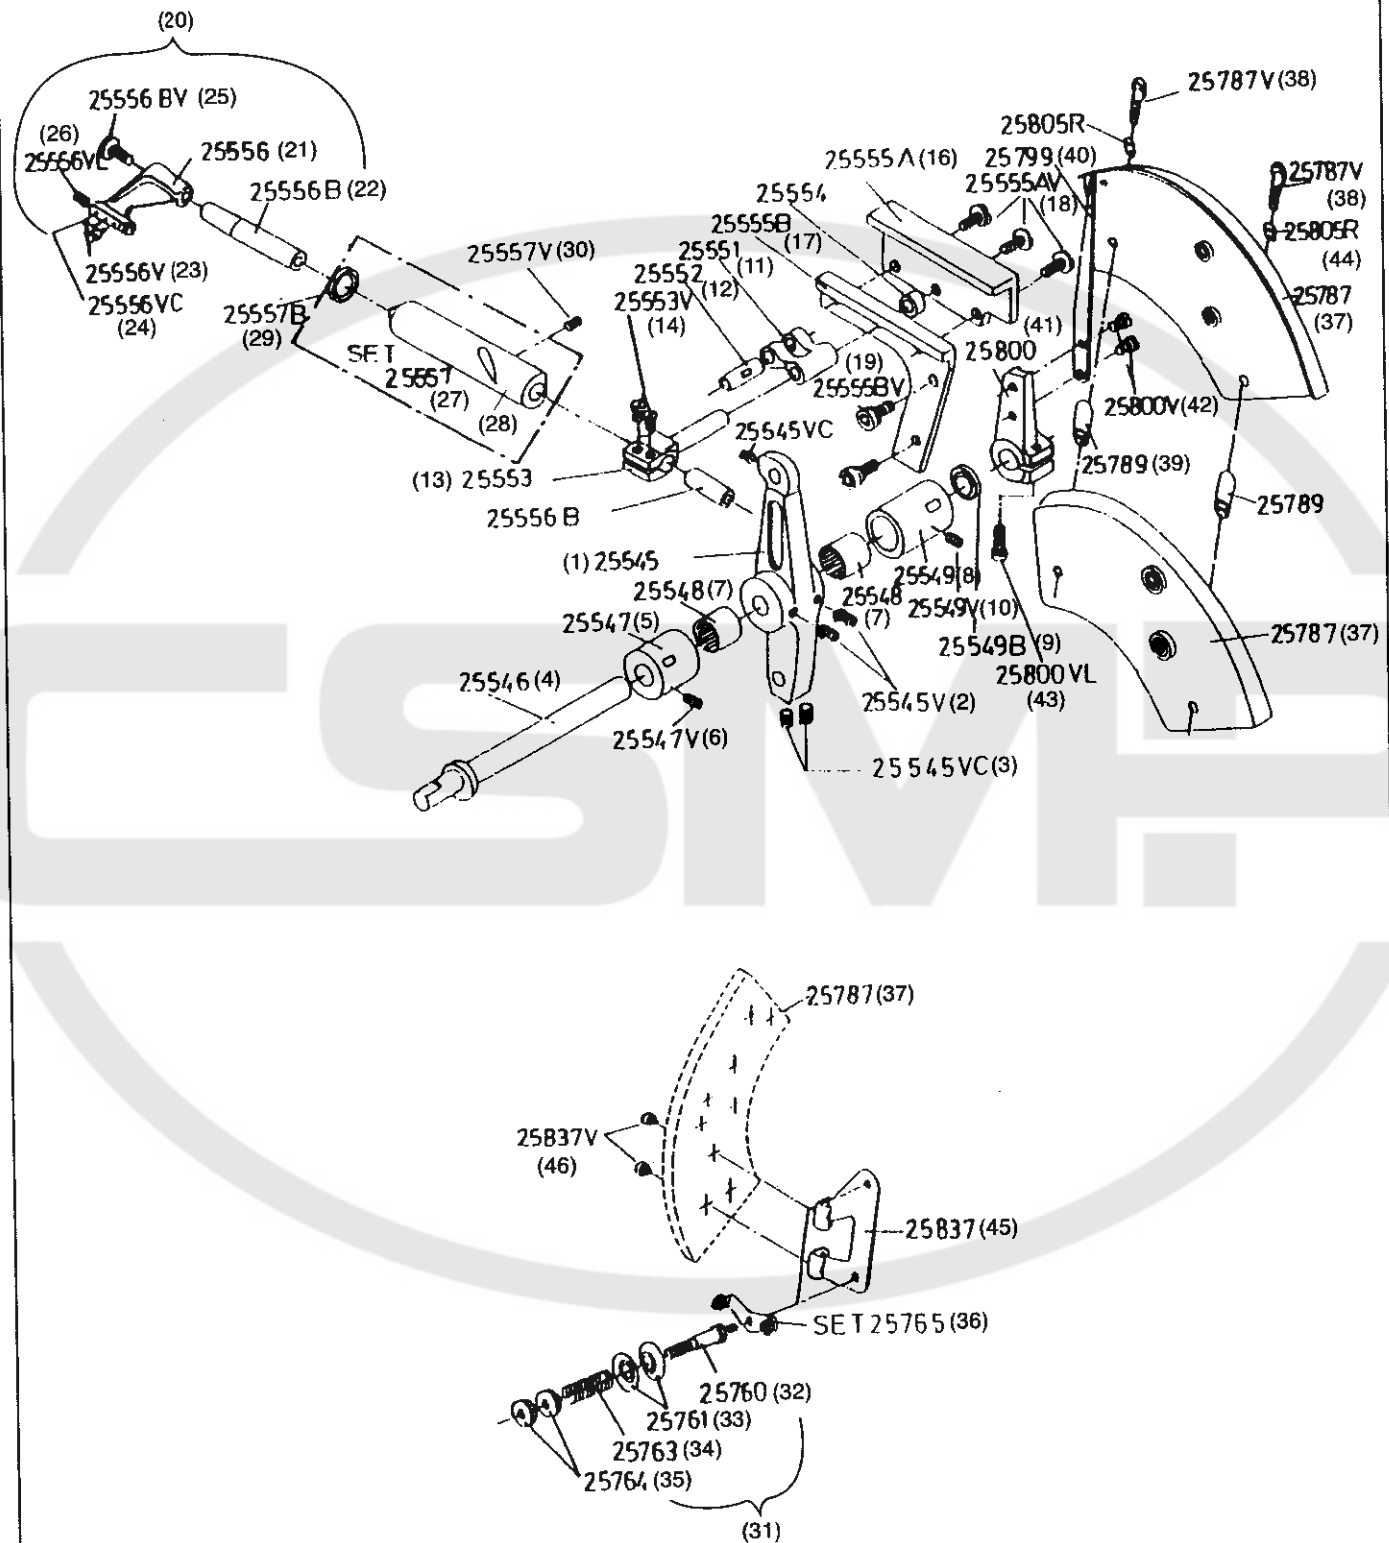 (20)
25556 BV (25)
(26)
25556VL
25556 (21)
25556B (22)
25556V (23)
25556VC
(24)
25557B
(29)
25557V (30)
SET
25557
(27)
(28)
25787V (38)
25805R
25799 (40)
25555A (16)
25555AV
(18)
25554
25555B
(17)
25551
(11)
25552
(12)
25553V
(14)
25787V
(38)
25805R
(44)
25787
(37)
(41)
25800
(19)
25555BV
25800V (42)
25545VC
25789 (39)
(13) 25553
25789
25556 B
(1) 25545
25549 (8)
25548 (7)
25548
(7)
25549V (10)
25547 (5)
25549B (9)
25787 (37)
25546 (4)
25545V (2)
25800 VL
(43)
25547V (6)
25545VC (3)
CSMP
25787 (37)
25837V
(46)
25837 (45)
SET 25765 (36)
25760 (32)
25761 (33)
25763 (34)
25764 (35)
(31)